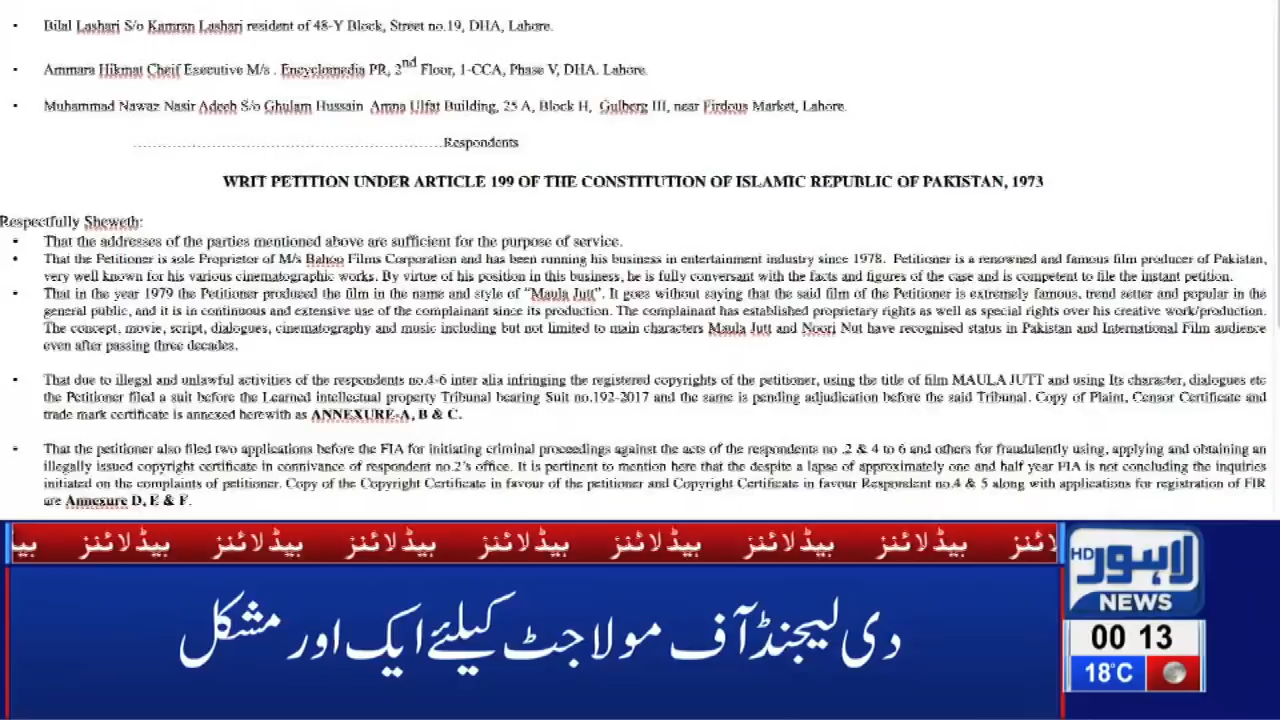 • Bilal Lashari S/o Kamran Lashari resident of 48-Y Block, Street no.19, DHA, Lahore.
• Ammara Hikmat Cheif Executive M/s . Encyclomedia PR, 2nd Floor, 1-CCA, Phase V, DHA. Lahore.
• Muhammad Nawaz Nasir Adeeb S/o Ghulam Hussain Amna Ulfat Building, 25 A, Block H, Gulberg III, near Firdous Market, Lahore.
..............................................................Respondents
WRIT PETITION UNDER ARTICLE 199 OF THE CONSTITUTION OF ISLAMIC REPUBLIC OF PAKISTAN, 1973
Respectfully Sheweth:
• That the addresses of the parties mentioned above are sufficient for the purpose of service.
• That the Petitioner is sole Proprietor of M/s Bahoo Films Corporation and has been running his business in entertainment industry since 1978. Petitioner is a renowned and famous film producer of Pakistan,
very well known for his various cinematographic works. By virtue of his position in this business, he is fully conversant with the facts and figures of the case and is competent to file the instant petition.
• That in the year 1979 the Petitioner produced the film in the name and style of “Maula Jutt”. It goes without saying that the said film of the Petitioner is extremely famous, trend setter and popular in the
general public, and it is in continuous and extensive use of the complainant since its production. The complainant has established proprietary rights as well as special rights over his creative work/production.
The concept, movie, script, dialogues, cinematography and music including but not limited to main characters Maula Jutt and Noori Nut have recognised status in Pakistan and International Film audience
even after passing three decades.
• That due to illegal and unlawful activities of the respondents no.4-6 inter alia infringing the registered copyrights of the petitioner, using the title of film MAULA JUTT and using Its character, dialogues etc
the Petitioner filed a suit before the Learned intellectual property Tribunal bearing Suit no.192-2017 and the same is pending adjudication before the said Tribunal. Copy of Plaint, Censor Certificate and
trade mark certificate is annexed herewith as ANNEXURE-A, B & C.
• That the petitioner also filed two applications before the FIA for initiating criminal proceedings against the acts of the respondents no .2 & 4 to 6 and others for fraudulently using, applying and obtaining an
illegally issued copyright certificate in connivance of respondent no.2’s office. It is pertinent to mention here that the despite a lapse of approximately one and half year FIA is not concluding the inquiries
initiated on the complaints of petitioner. Copy of the Copyright Certificate in favour of the petitioner and Copyright Certificate in favour Respondent no.4 & 5 along with applications for registration of FIR
are Annexure D, E & F.
ہیڈلائنز ہیڈلائنز ہیڈلائنز ہیڈلائنز ہیڈلائنز ہیڈلائنز ہیڈلائنز
دی لیجنڈ آف مولا جٹ کیلئے ایک اور مشکل
لاہور HD
NEWS
00 13
18°C